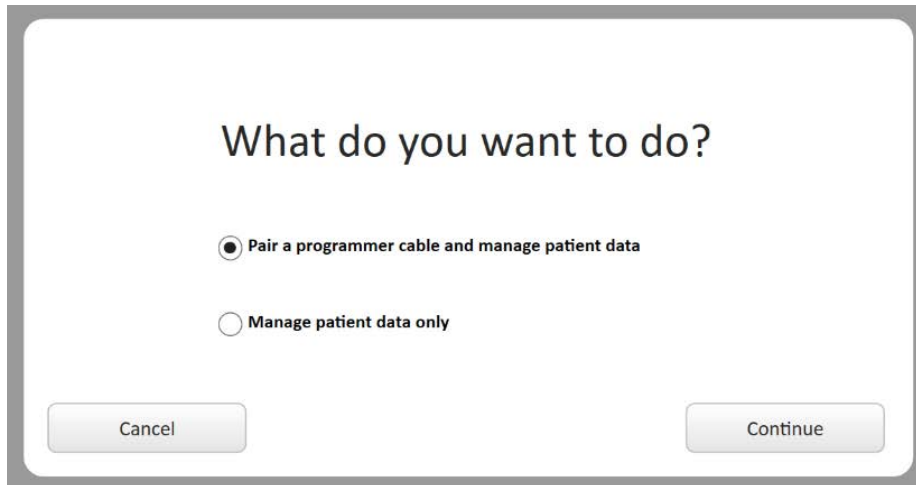 What do you want to do?
Pair a programmer cable and manage patient data
Manage patient data only
Cancel
Continue